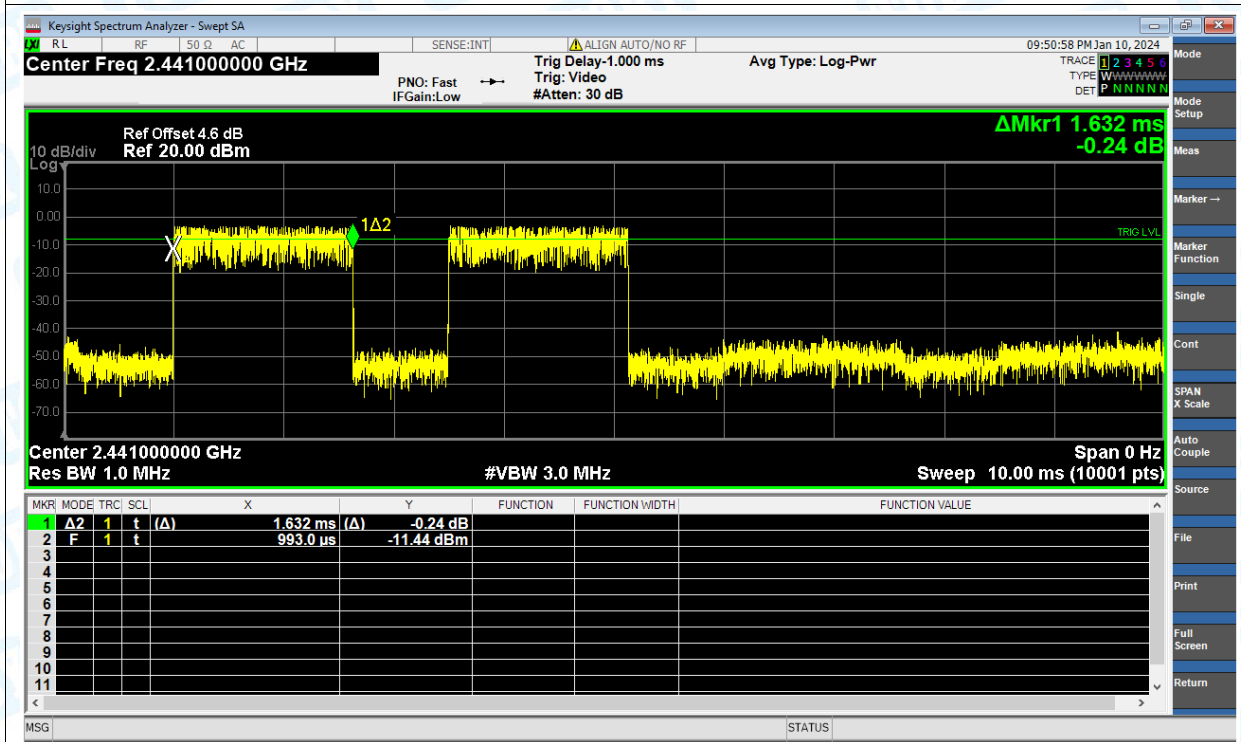 Keysight Spectrum Analyzer - Swept SA
LXI RL RF 50 Ω AC SENSE:INT ALIGN AUTO/NO RF 09:50:58 PM Jan 10, 2024
Center Freq 2.441000000 GHz
PNO: Fast
IFGain:Low
Trig Delay-1.000 ms
Trig: Video
#Atten: 30 dB
Avg Type: Log-Pwr
TRACE 1 2 3 4 5 6
TYPE WWWWWW
DET P N N N N N
ΔMkr1 1.632 ms
-0.24 dB
Ref Offset 4.6 dB
10 dB/div Ref 20.00 dBm
Log
10.0
0.00
-10.0
-20.0
-30.0
-40.0
-50.0
-60.0
-70.0
1Δ2
TRIG LVL
Center 2.441000000 GHz Span 0 Hz
Res BW 1.0 MHz #VBW 3.0 MHz Sweep 10.00 ms (10001 pts)
MKR MODE TRC SCL X Y FUNCTION FUNCTION WIDTH FUNCTION VALUE
1 Δ2 1 t (Δ) 1.632 ms (Δ) -0.24 dB
2 F 1 t 993.0 µs -11.44 dBm
3
4
5
6
7
8
9
10
11
MSG STATUS
Mode
Mode
Setup
Meas
Marker →
Marker
Function
Single
Cont
SPAN
X Scale
Auto
Couple
Source
File
Print
Full
Screen
Return